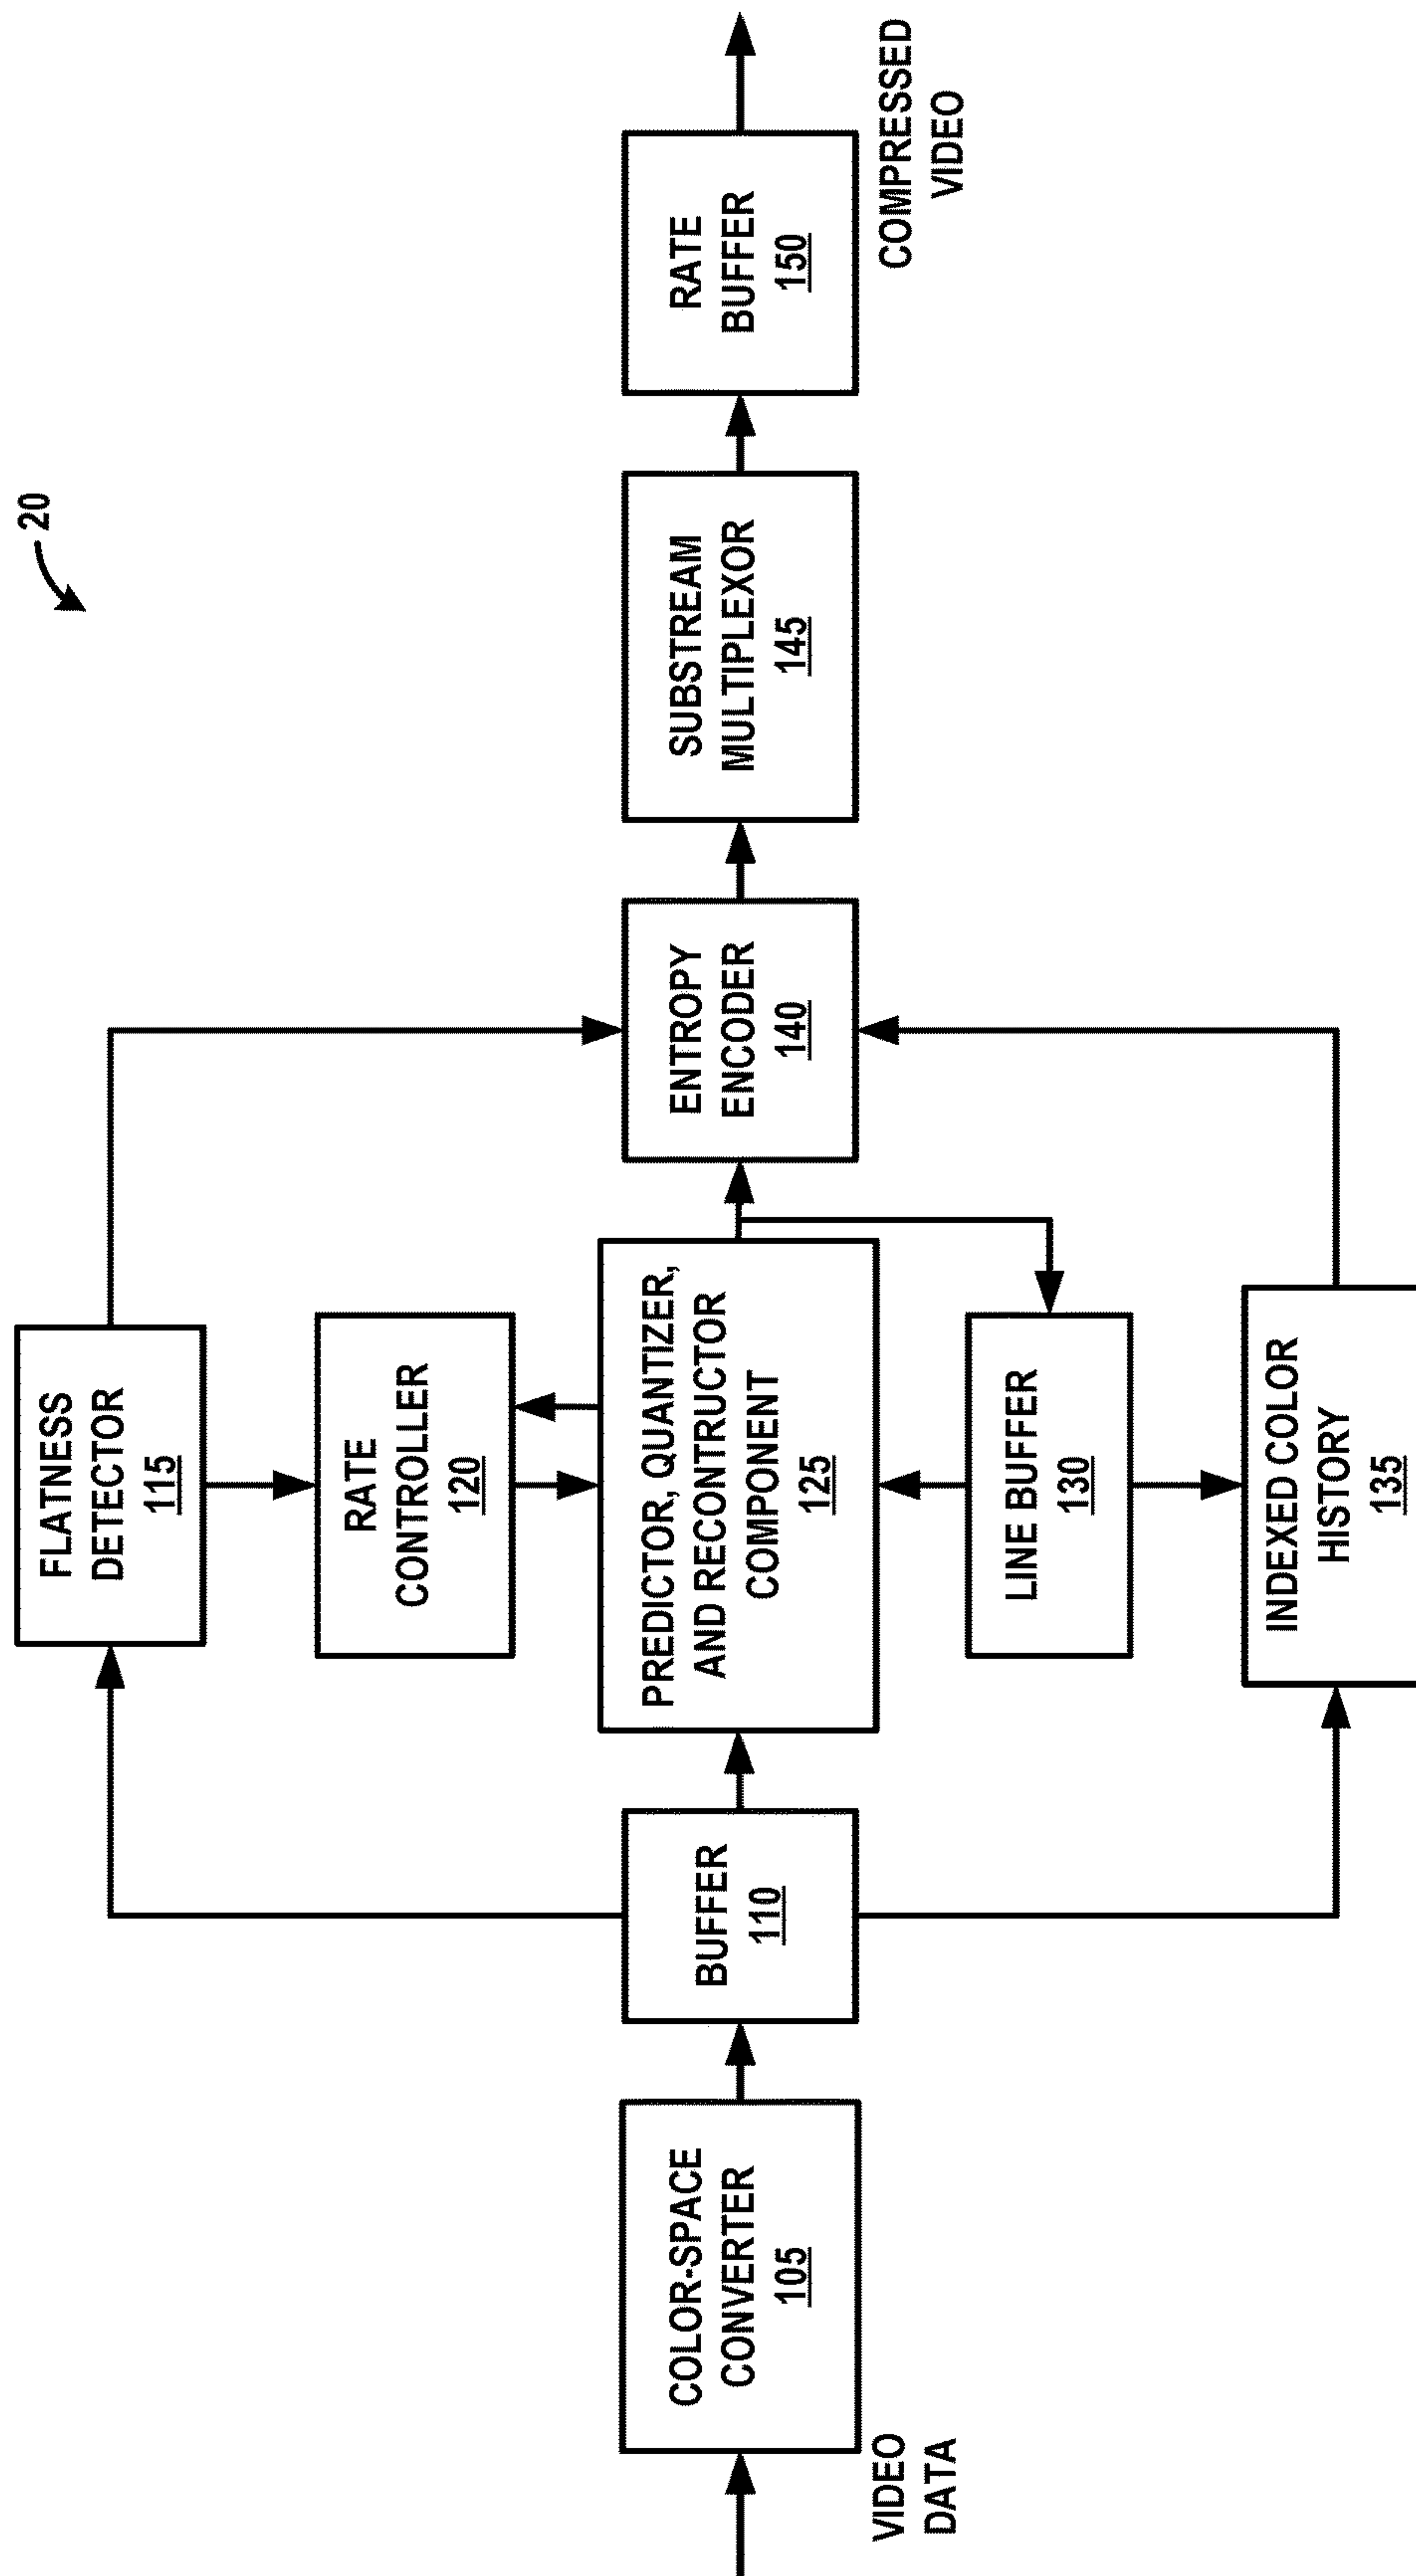 20
FLATNESS
DETECTOR
115
RATE
CONTROLLER
120
VIDEO
DATA
COLOR-SPACE
CONVERTER
105
BUFFER
110
PREDICTOR, QUANTIZER,
AND RECONTRUCTOR
COMPONENT
125
ENTROPY
ENCODER
140
SUBSTREAM
MULTIPLEXOR
145
RATE
BUFFER
150
COMPRESSED
VIDEO
LINE BUFFER
130
INDEXED COLOR
HISTORY
135